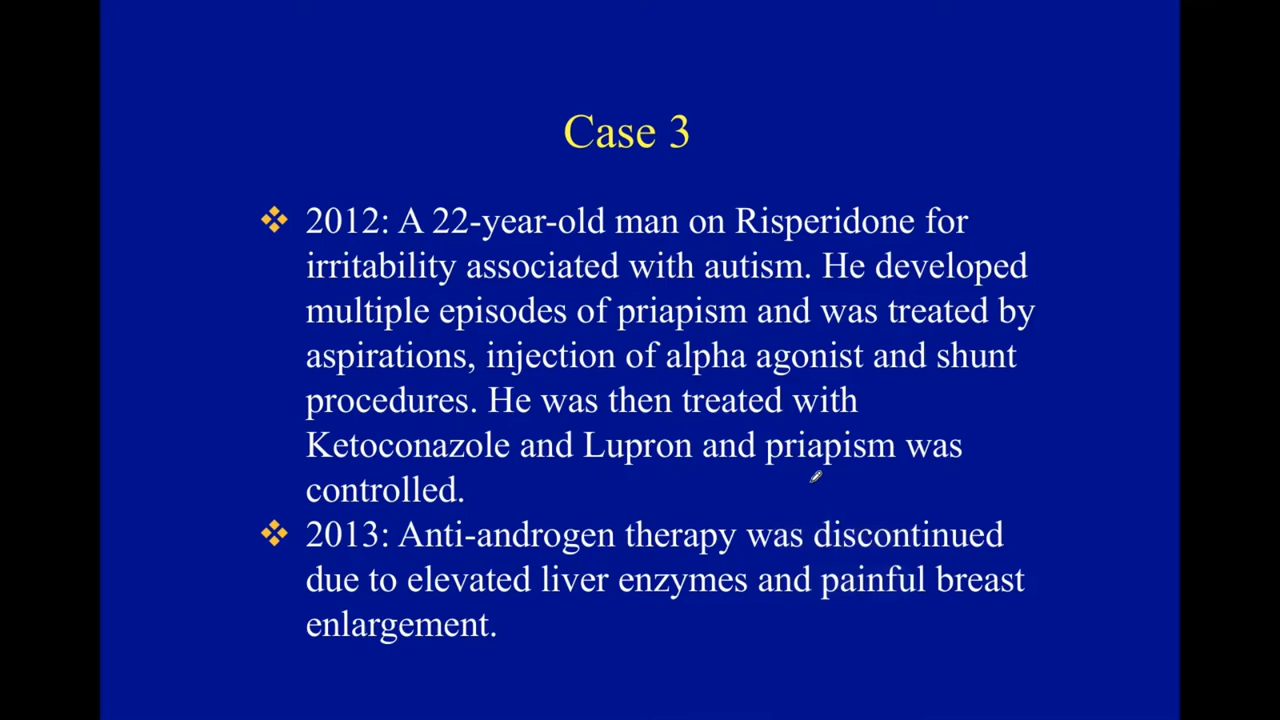 Case 3
2012: A 22-year-old man on Risperidone for
irritability associated with autism. He developed
multiple episodes of priapism and was treated by
aspirations, injection of alpha agonist and shunt
procedures. He was then treated with
Ketoconazole and Lupron and priapism was
controlled.
2013: Anti-androgen therapy was discontinued
due to elevated liver enzymes and painful breast
enlargement.